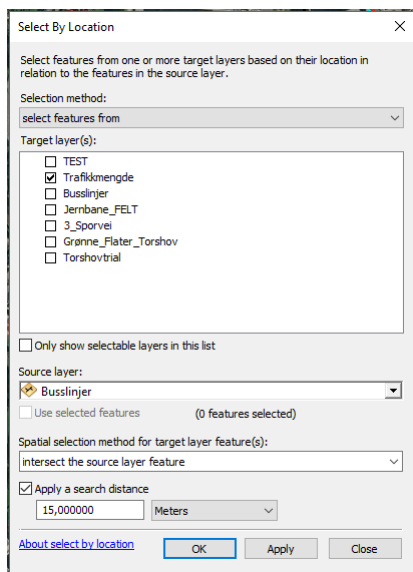 Select By Location
Select features from one or more target layers based on their location in
relation to the features in the source layer.
Selection method:
select features from
Target layer(s):
TEST
Trafikkmengde
Busslinjer
Jernbane_FELT
3_Sporvei
Grønne_Flater_Torshov
Torshovtrial
Only show selectable layers in this list
Source layer:
Busslinjer
Use selected features (0 features selected)
Spatial selection method for target layer feature(s):
intersect the source layer feature
Apply a search distance
15,000000 Meters
About select by location OK Apply Close